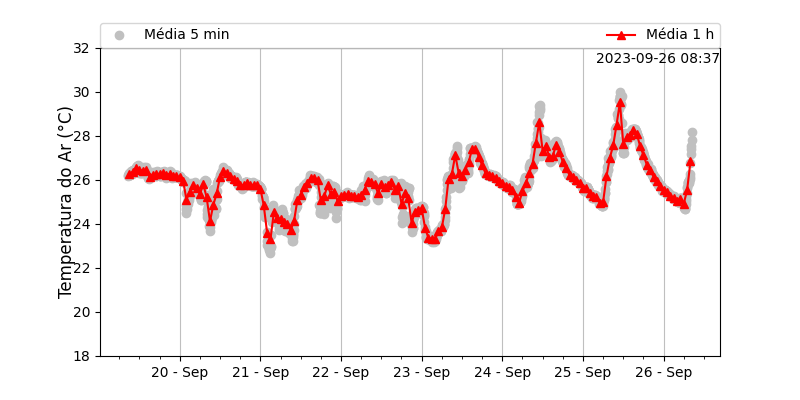 Média 5 min
Média 1 h
2023-09-26 08:37
Temperatura do Ar (°C)
32
30
28
26
24
22
20
18
20 - Sep
21 - Sep
22 - Sep
23 - Sep
24 - Sep
25 - Sep
26 - Sep